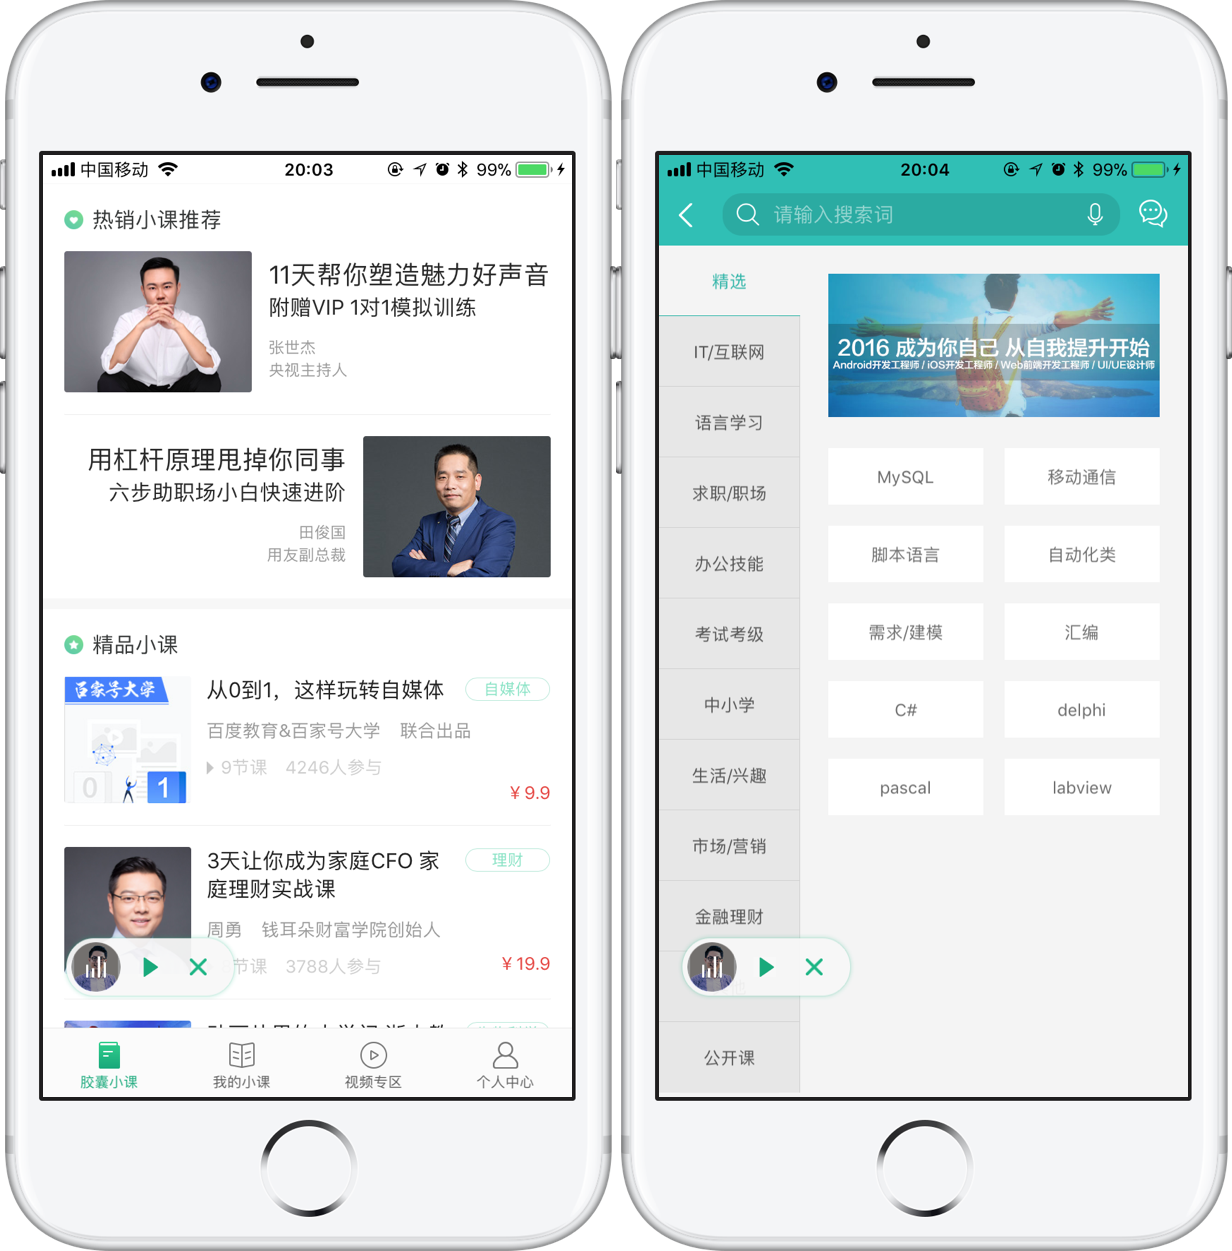 中国移动 20:03 99%
热销小课推荐
11天帮你塑造魅力好声音
附赠VIP 1对1模拟训练
张世杰
央视主持人
用杠杆原理甩掉你同事
六步助职场小白快速进阶
田俊国
用友副总裁
精品小课
百家号大学
0 1
从0到1，这样玩转自媒体
自媒体
百度教育&百家号大学 联合出品
9节课 4246人参与
¥ 9.9
3天让你成为家庭CFO 家
庭理财实战课
理财
周勇 钱耳朵财富学院创始人
节课 3788人参与
¥ 19.9
胶囊小课 我的小课 视频专区 个人中心
中国移动 20:04 99%
请输入搜索词
精选
IT/互联网
语言学习
求职/职场
办公技能
考试考级
中小学
生活/兴趣
市场/营销
金融理财
公开课
2016 成为你自己 从自我提升开始
Android开发工程师 / iOS开发工程师 / Web前端开发工程师 / UI/UE设计师
MySQL 移动通信
脚本语言 自动化类
需求/建模 汇编
C# delphi
pascal labview